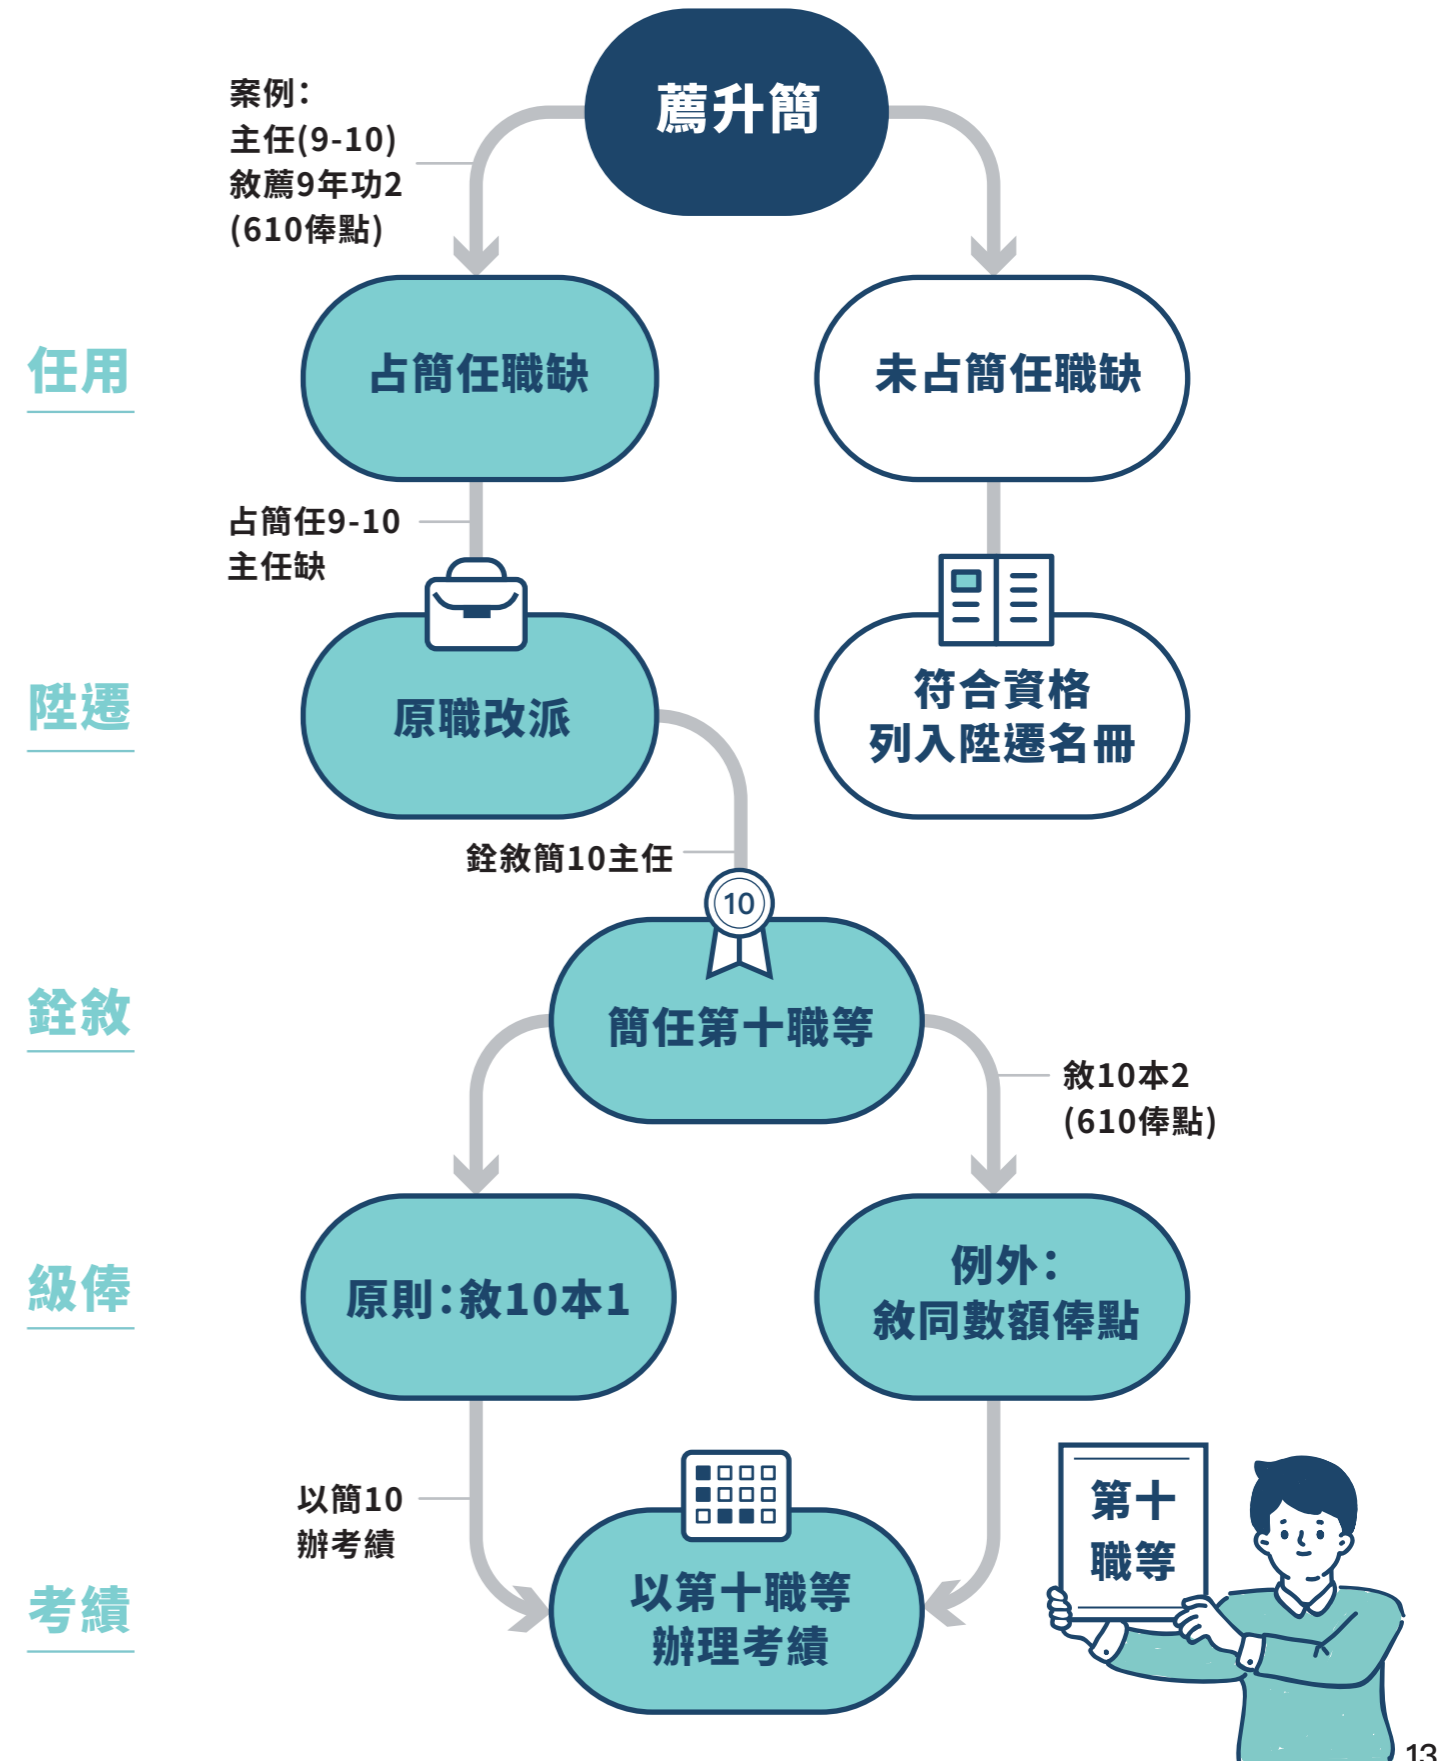 薦升簡
案例：
主任(9-10)
敘薦9年功2
(610俸點)
任用
占簡任職缺
未占簡任職缺
占簡任9-10
主任缺
陞遷
原職改派
符合資格
列入陞遷名冊
銓敘簡10主任
10
銓敘
簡任第十職等
敘10本2
(610俸點)
級俸
原則：敘10本1
例外：
敘同數額俸點
以簡10
辦考績
考績
以第十職等
辦理考績
第十
職等
13